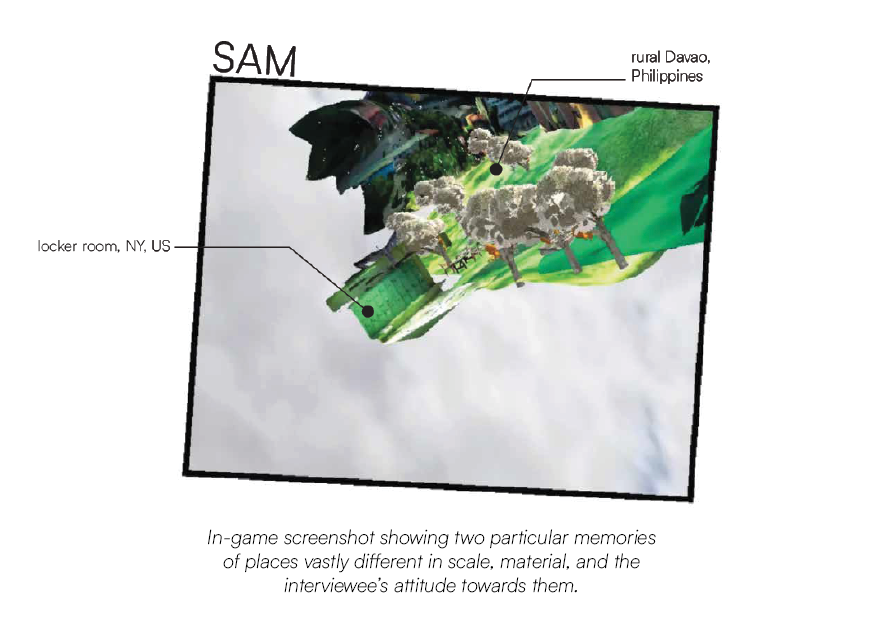 SAM
rural Davao,
Philippines
locker room, NY, US
In-game screenshot showing two particular memories
of places vastly different in scale, material, and the
interviewee's attitude towards them.